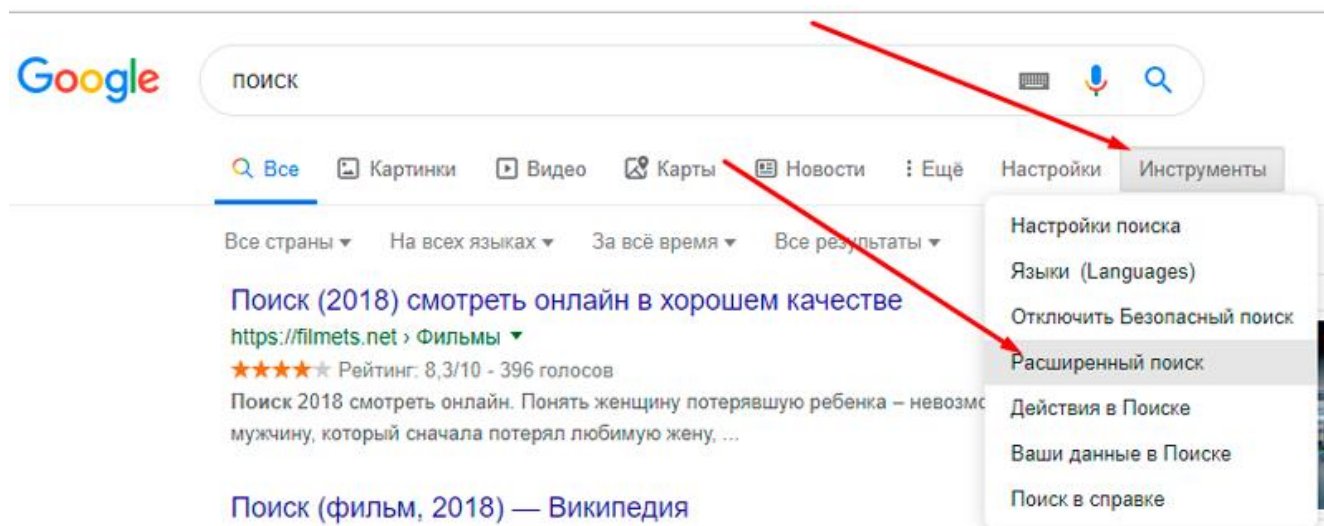 Google
поиск
Все Картинки Видео Карты Новости Ещё Настройки Инструменты
Все страны На всех языках За всё время Все результаты
Настройки поиска
Языки (Languages)
Отключить Безопасный поиск
Расширенный поиск
Действия в Поиске
Ваши данные в Поиске
Поиск в справке
Поиск (2018) смотреть онлайн в хорошем качестве
https://filmets.net › Фильмы
Рейтинг: 8,3/10 - 396 голосов
Поиск 2018 смотреть онлайн. Понять женщину потерявшую ребенка – невозмо
мужчину, который сначала потерял любимую жену, ...
Поиск (фильм, 2018) — Википедия